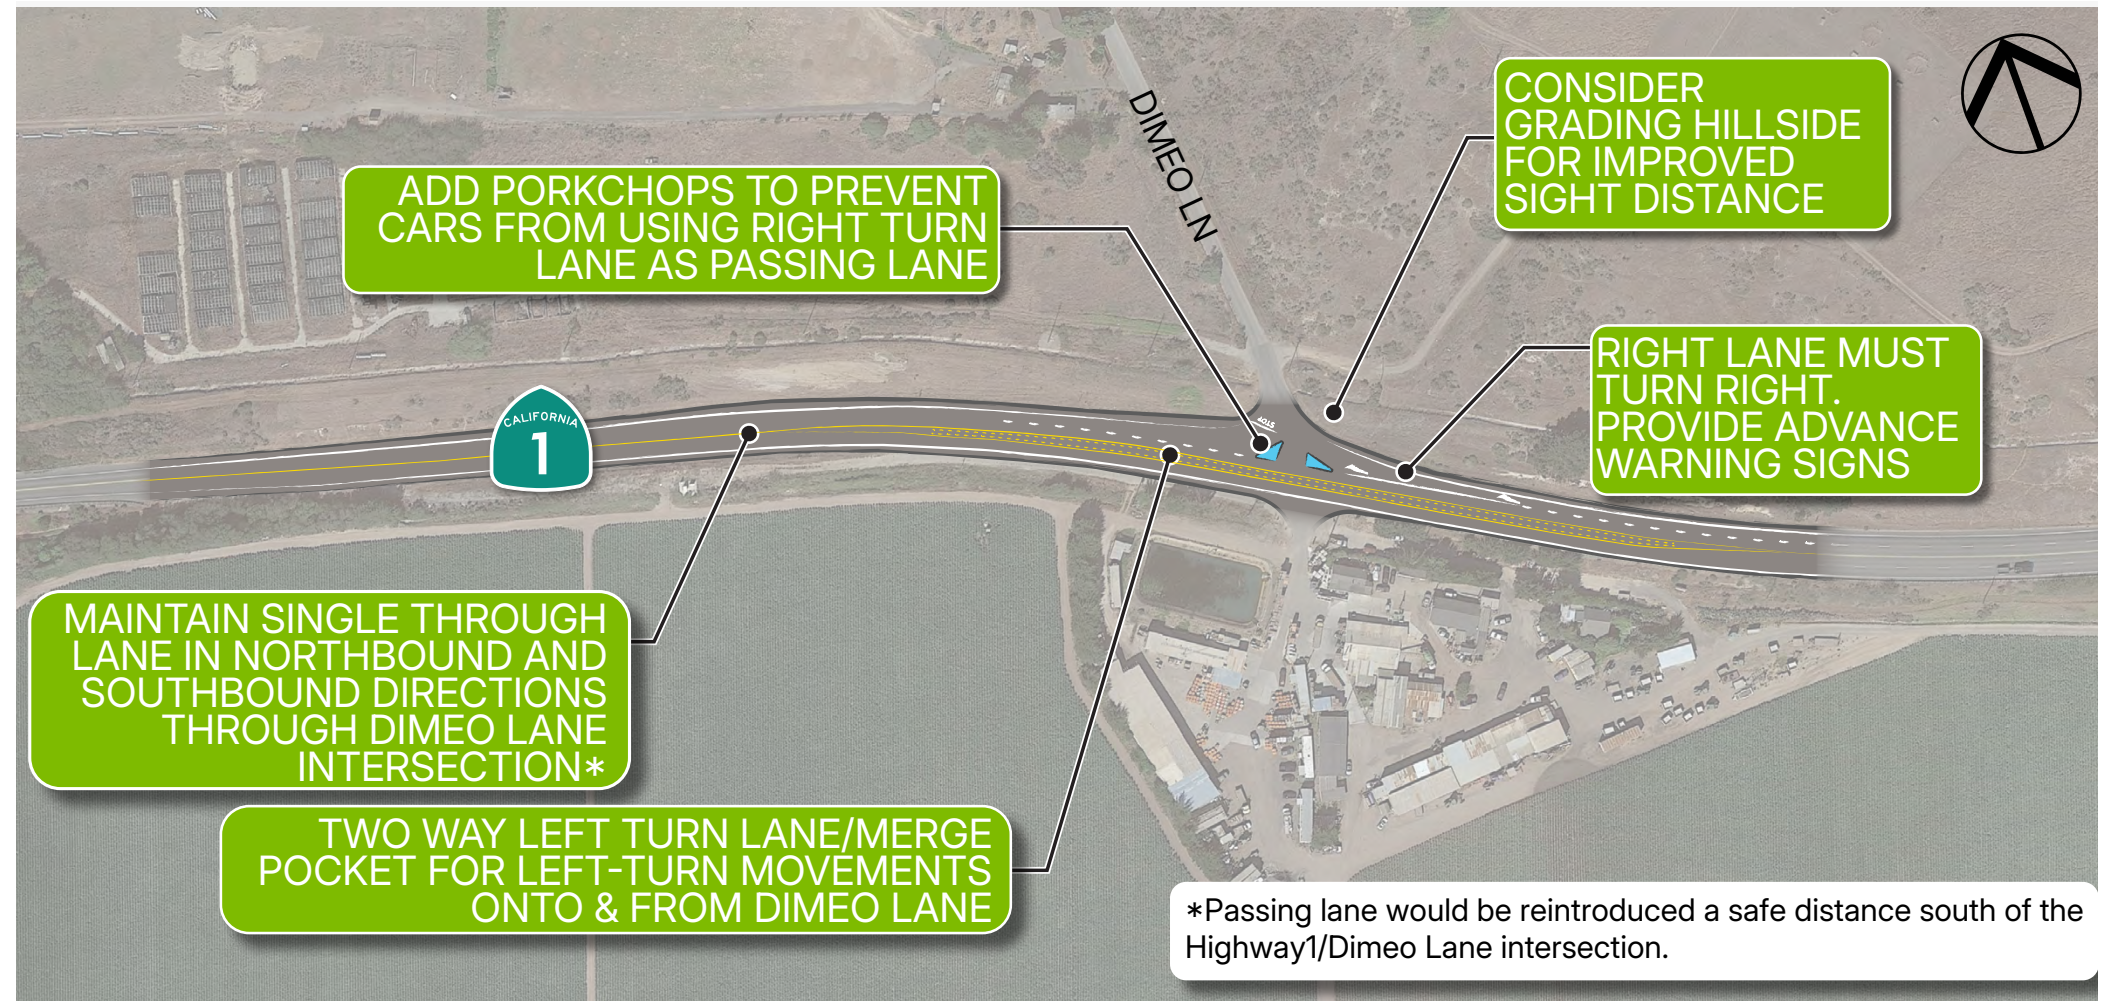 CONSIDER
GRADING HILLSIDE
FOR IMPROVED
SIGHT DISTANCE
DIMEO LN
ADD PORKCHOPS TO PREVENT
CARS FROM USING RIGHT TURN
LANE AS PASSING LANE
RIGHT LANE MUST
TURN RIGHT.
PROVIDE ADVANCE
WARNING SIGNS
STOP
CALIFORNIA
1
MAINTAIN SINGLE THROUGH
LANE IN NORTHBOUND AND
SOUTHBOUND DIRECTIONS
THROUGH DIMEO LANE
INTERSECTION*
TWO WAY LEFT TURN LANE/MERGE
POCKET FOR LEFT-TURN MOVEMENTS
ONTO & FROM DIMEO LANE
*Passing lane would be reintroduced a safe distance south of the
Highway1/Dimeo Lane intersection.